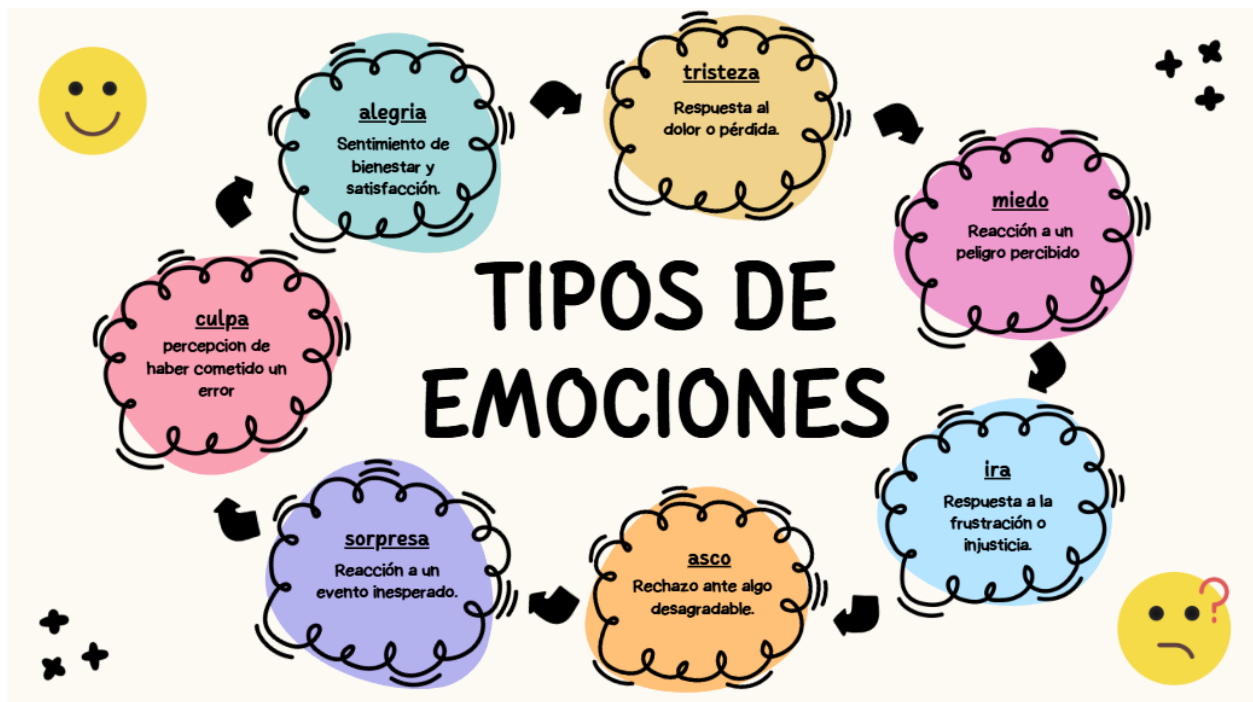 TIPOS DE
EMOCIONES
alegria
Sentimiento de
bienestar y
satisfacción.
tristeza
Respuesta al
dolor o pérdida.
miedo
Reacción a un
peligro percibido
ira
Respuesta a la
frustración o
injusticia.
asco
Rechazo ante algo
desagradable.
sorpresa
Reacción a un
evento inesperado.
culpa
percepcion de
haber cometido un
error
?